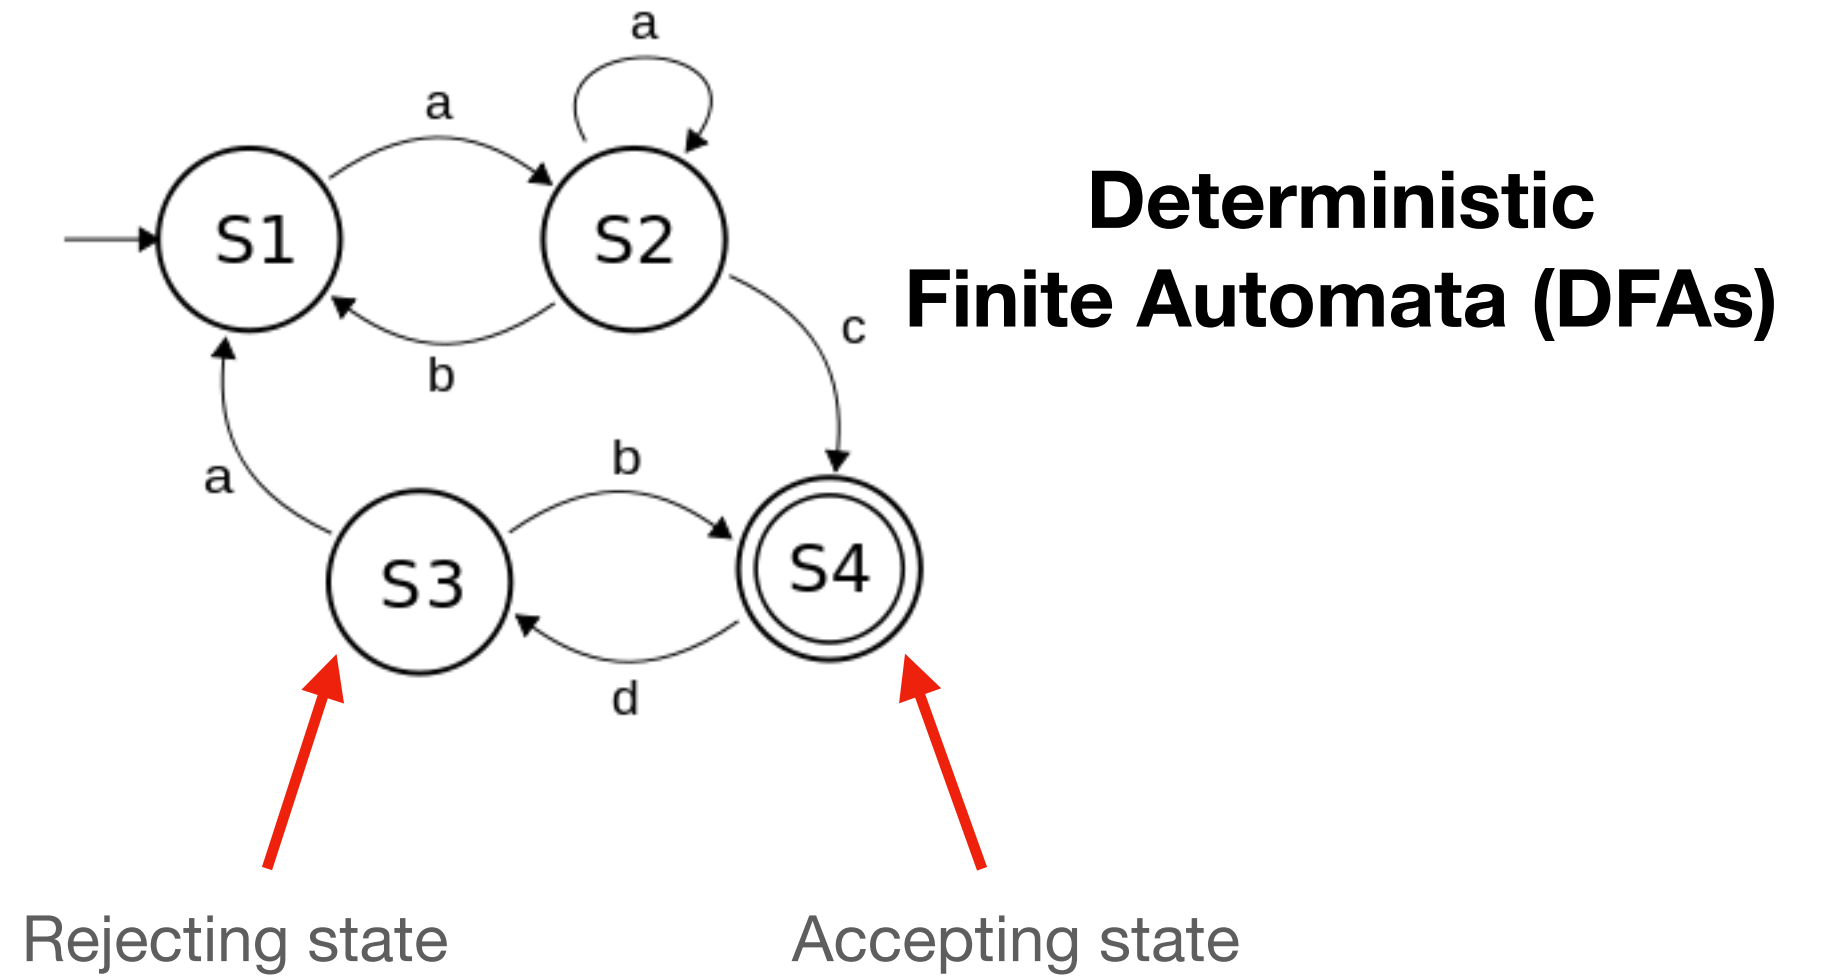 a
a
S1
S2
Deterministic
Finite Automata (DFAs)
c
b
a
b
S3
S4
d
Rejecting state
Accepting state